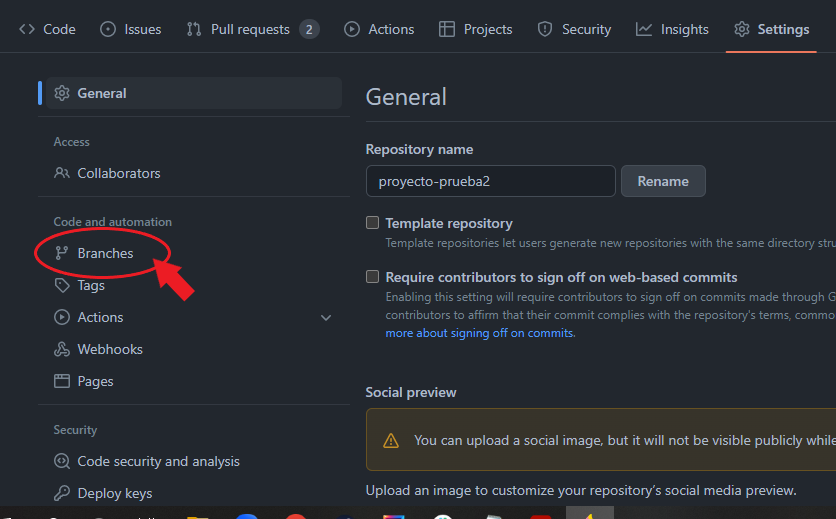 Code Issues Pull requests 2 Actions Projects Security Insights Settings
General
Access
Collaborators
Code and automation
Branches
Tags
Actions
Webhooks
Pages
Security
Code security and analysis
Deploy keys
General
Repository name
proyecto-prueba2 Rename
Template repository
Template repositories let users generate new repositories with the same directory stru
Require contributors to sign off on web-based commits
Enabling this setting will require contributors to sign off on commits made through G
contributors to affirm that their commit complies with the repository's terms, commo
more about signing off on commits.
Social preview
You can upload a social image, but it will not be visible publicly while
Upload an image to customize your repository's social media preview.